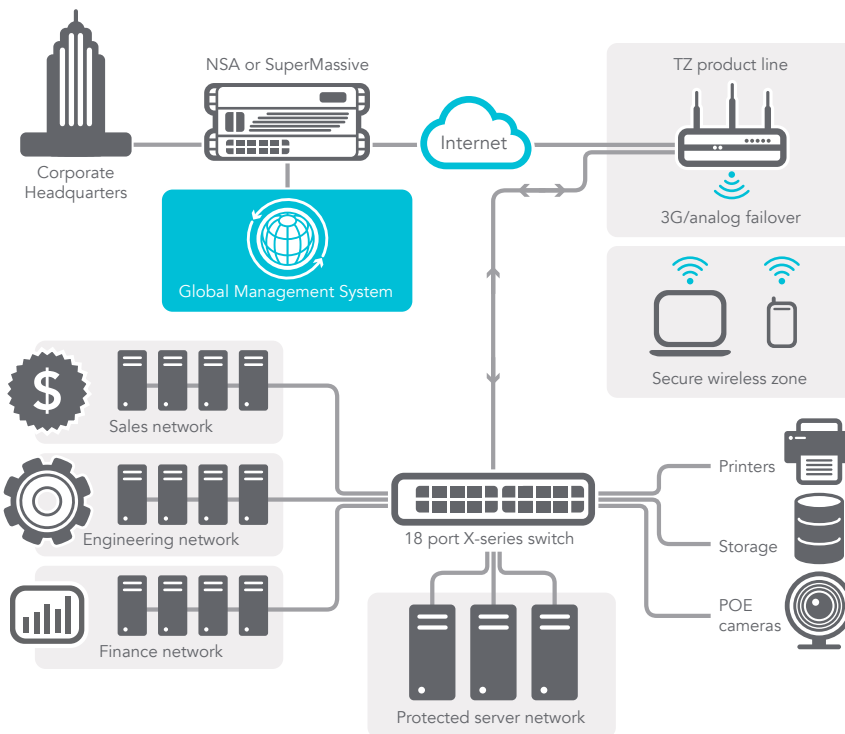 NSA or SuperMassive
TZ product line
Internet
Corporate
Headquarters
3G/analog failover
Global Management System
Secure wireless zone
$
Sales network
Printers
Engineering network
18 port X-series switch
Storage
POE
cameras
Finance network
Protected server network